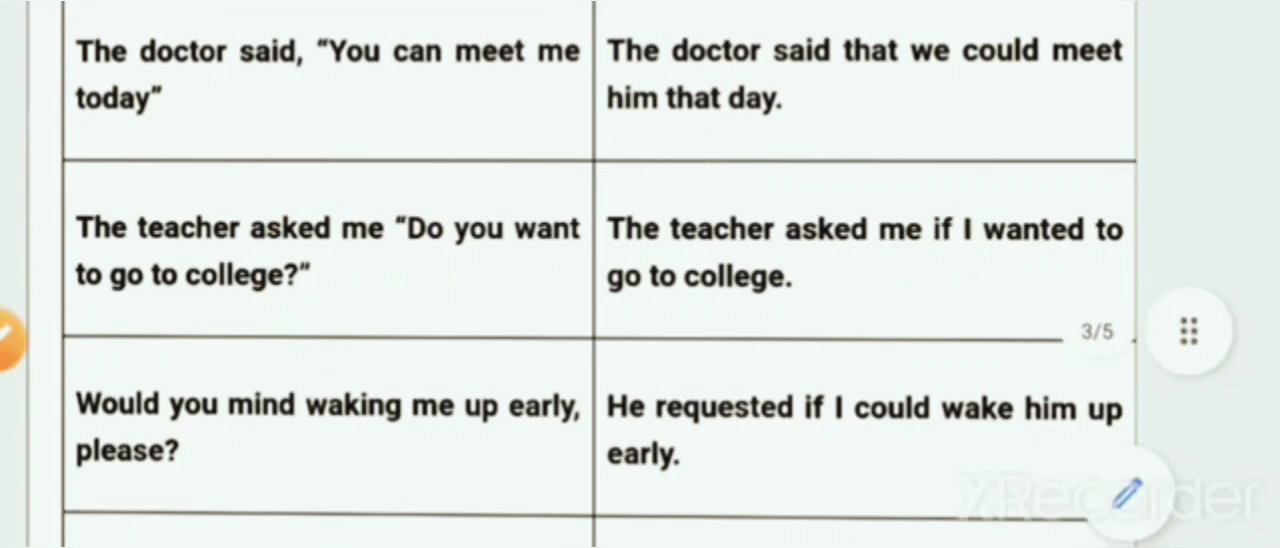 The doctor said, “You can meet me
today”
The doctor said that we could meet
him that day.
The teacher asked me “Do you want
to go to college?”
The teacher asked me if I wanted to
go to college.
3/5
Would you mind waking me up early,
please?
He requested if I could wake him up
early.
XRecorder